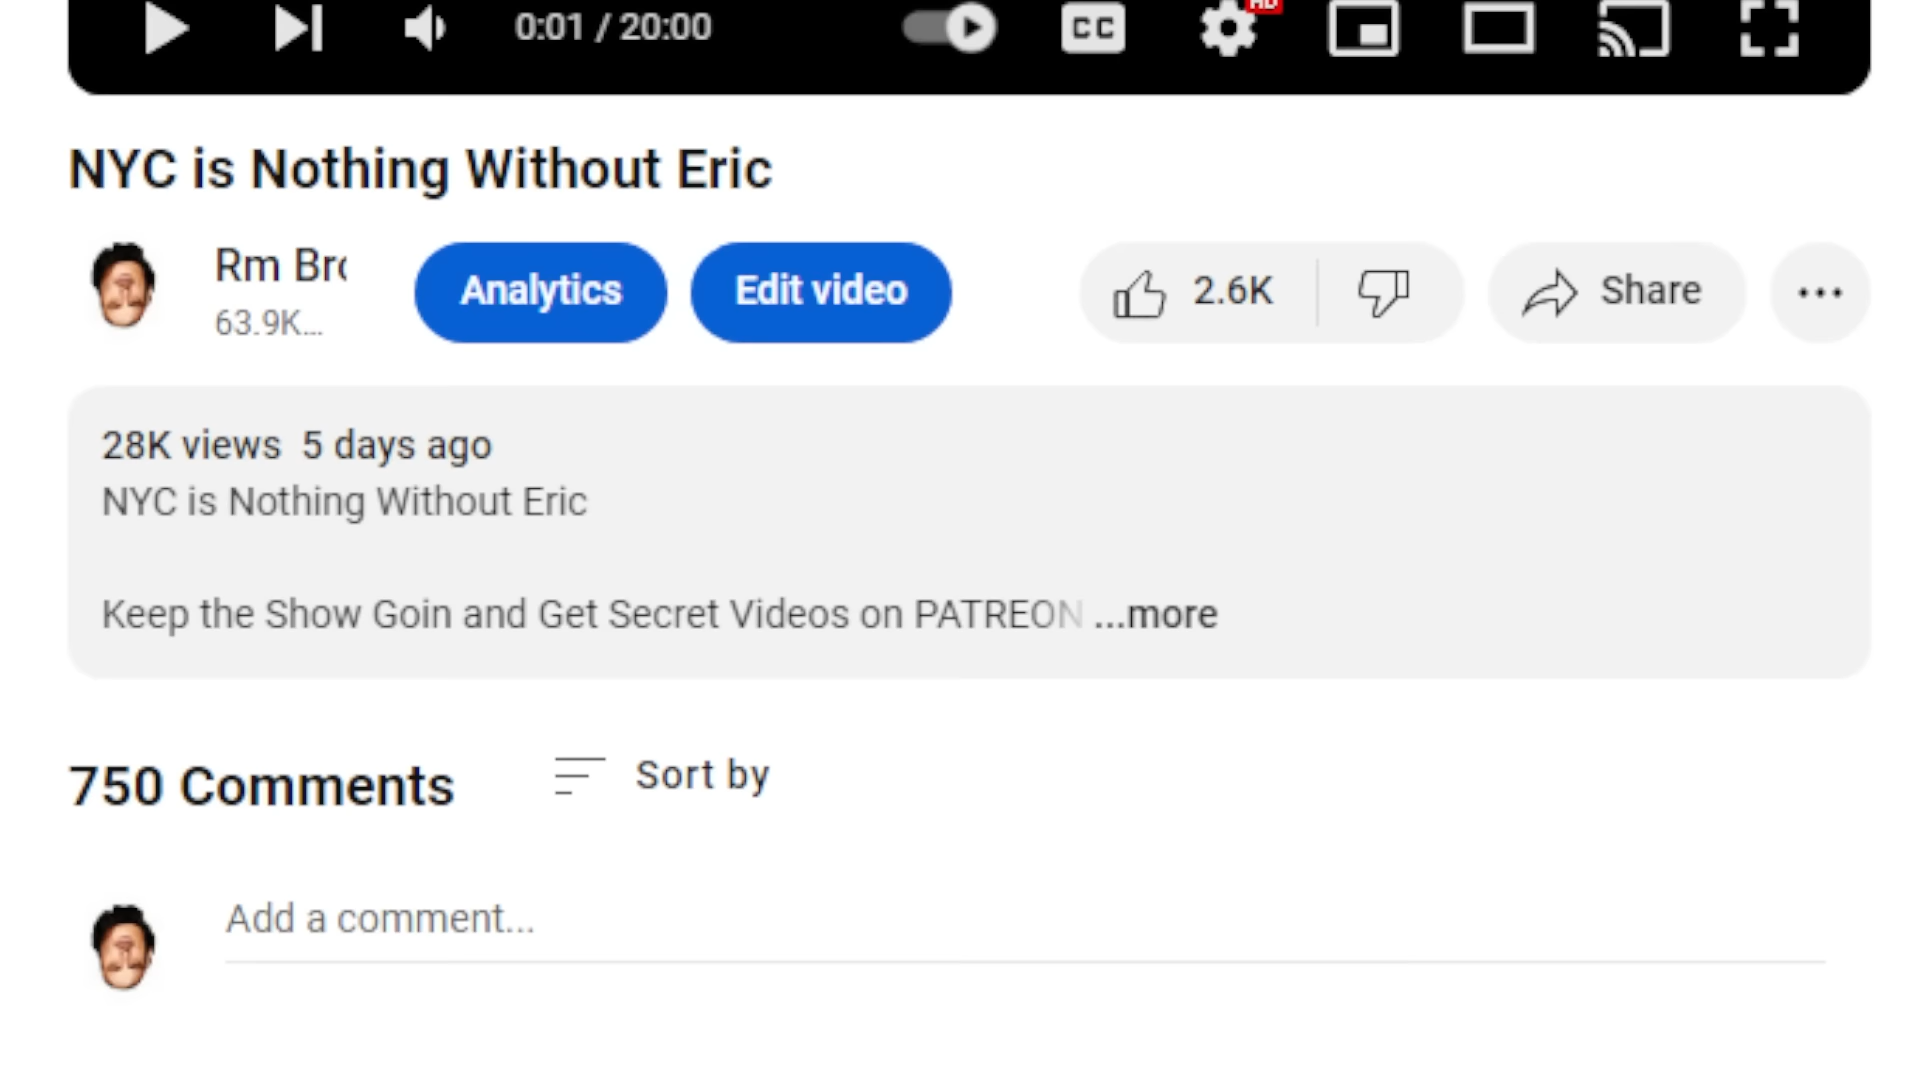 0:01 / 20:00
CC
HD
NYC is Nothing Without Eric
Rm Bro
63.9K...
Analytics
Edit video
2.6K
Share
28K views 5 days ago
NYC is Nothing Without Eric
Keep the Show Goin and Get Secret Videos on PATREON ...more
750 Comments
Sort by
Add a comment...